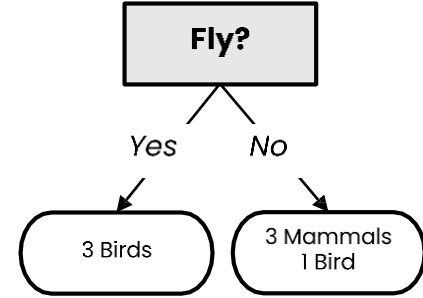 Fly?
Yes
No
3 Birds
3 Mammals
1 Bird